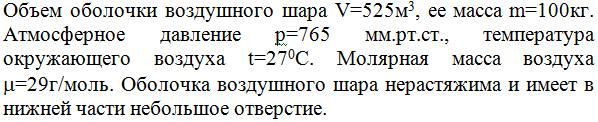 Объем оболочки воздушного шара V=525м³, ее масса m=100кг.
Атмосферное давление p=765 мм.рт.ст., температура
окружающего воздуха t=27⁰С. Молярная масса воздуха
μ=29г/моль. Оболочка воздушного шара нерастяжима и имеет в
нижней части небольшое отверстие.